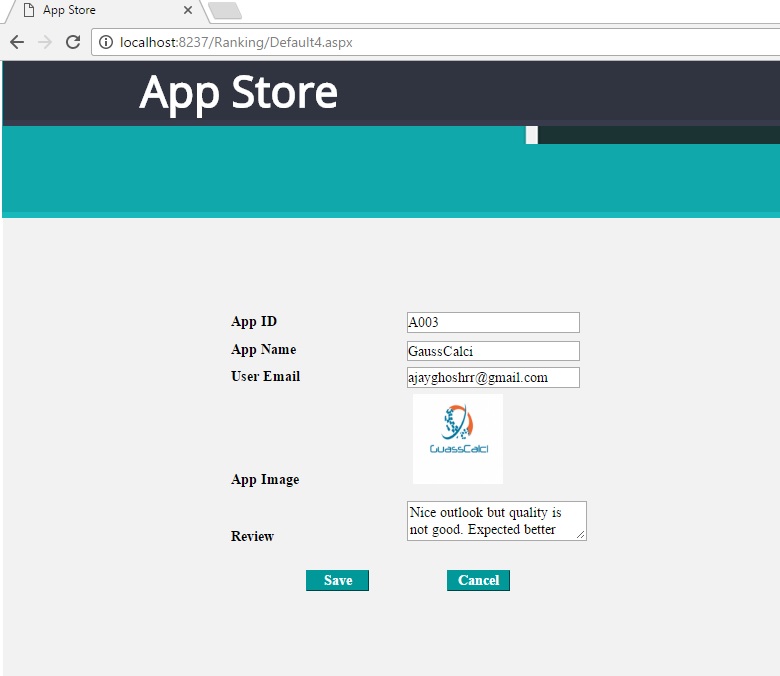 App Store
localhost:8237/Ranking/Default4.aspx
App Store
App ID A003
App Name GaussCalci
User Email ajayghoshrr@gmail.com
GuassCalci
App Image
Nice outlook but quality is
not good. Expected better
Review
Save Cancel